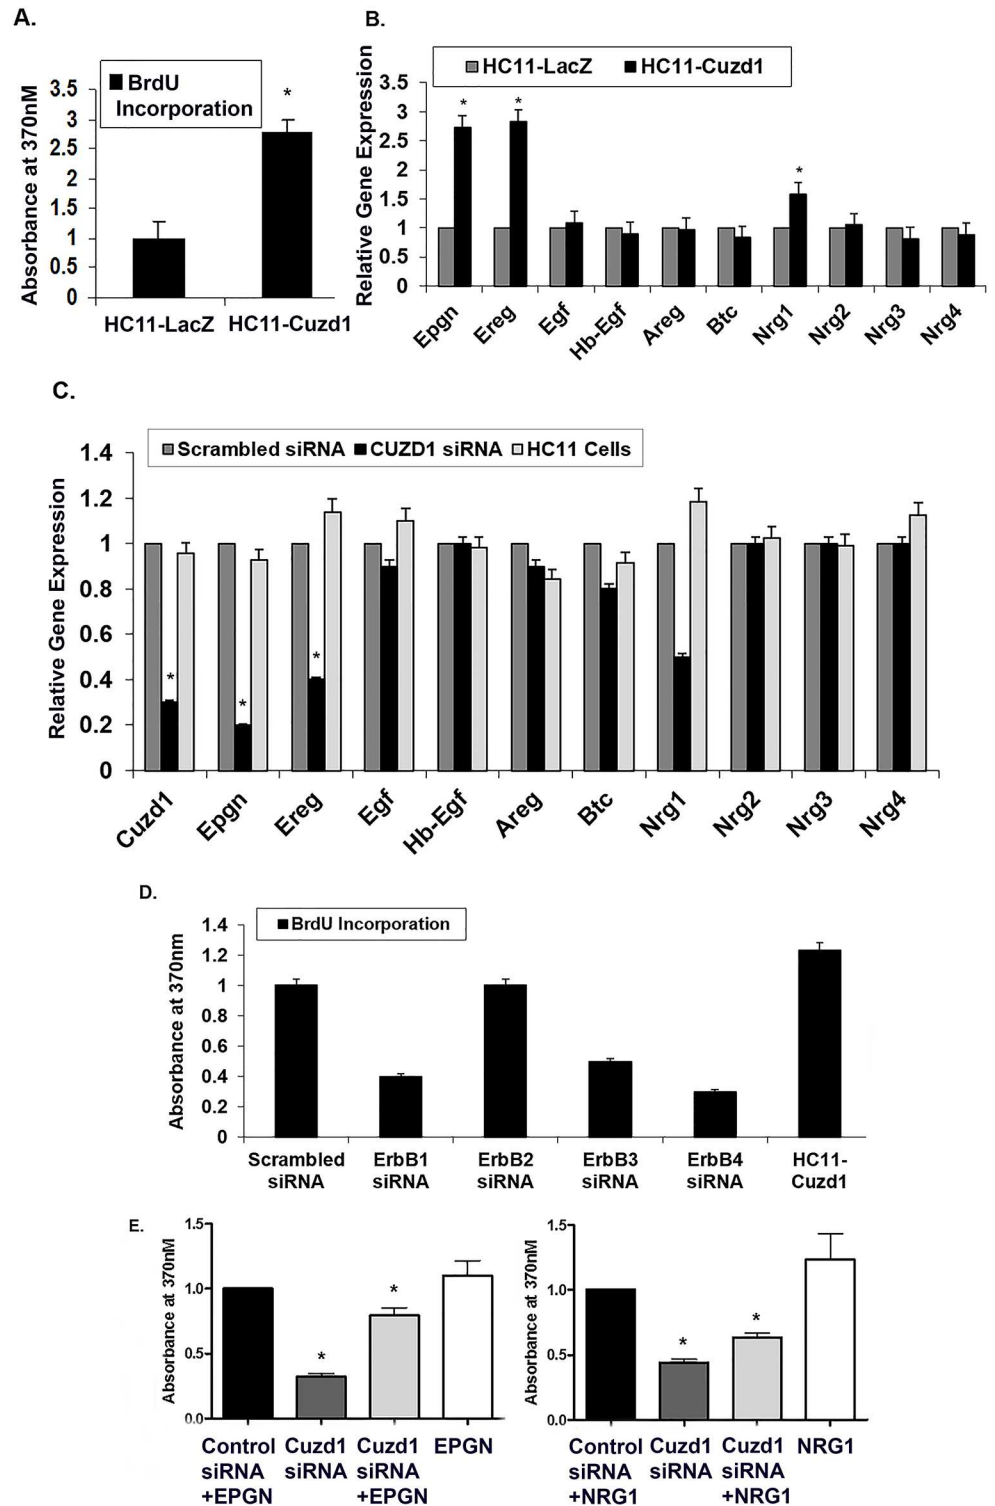 A.
BrdU
Incorporation
Absorbance at 370nM
3.5
3
2.5
2
1.5
1
0.5
0
*
HC11-LacZ HC11-Cuzd1
B.
HC11-LacZ HC11-Cuzd1
Relative Gene Expression
3.5
3
2.5
2
1.5
1
0.5
0
* * *
Epgn Ereg Egf Hb-Egf Areg Btc Nrg1 Nrg2 Nrg3 Nrg4
C.
Scrambled siRNA CUZD1 siRNA HC11 Cells
Relative Gene Expression
1.4
1.2
1
0.8
0.6
0.4
0.2
0
* * *
Cuzd1 Epgn Ereg Egf Hb-Egf Areg Btc Nrg1 Nrg2 Nrg3 Nrg4
D.
BrdU Incorporation
Absorbance at 370nm
1.4
1.2
1
0.8
0.6
0.4
0.2
0
Scrambled ErbB1 ErbB2 ErbB3 ErbB4 HC11-
siRNA siRNA siRNA siRNA siRNA Cuzd1
E.
Absorbance at 370nM
1.5
1.0
0.5
0.0
* *
Control Cuzd1 Cuzd1 EPGN
siRNA siRNA siRNA
+EPGN +EPGN
Absorbance at 370nM
1.5
1.0
0.5
0.0
* *
Control Cuzd1 Cuzd1 NRG1
siRNA siRNA siRNA
+NRG1 +NRG1